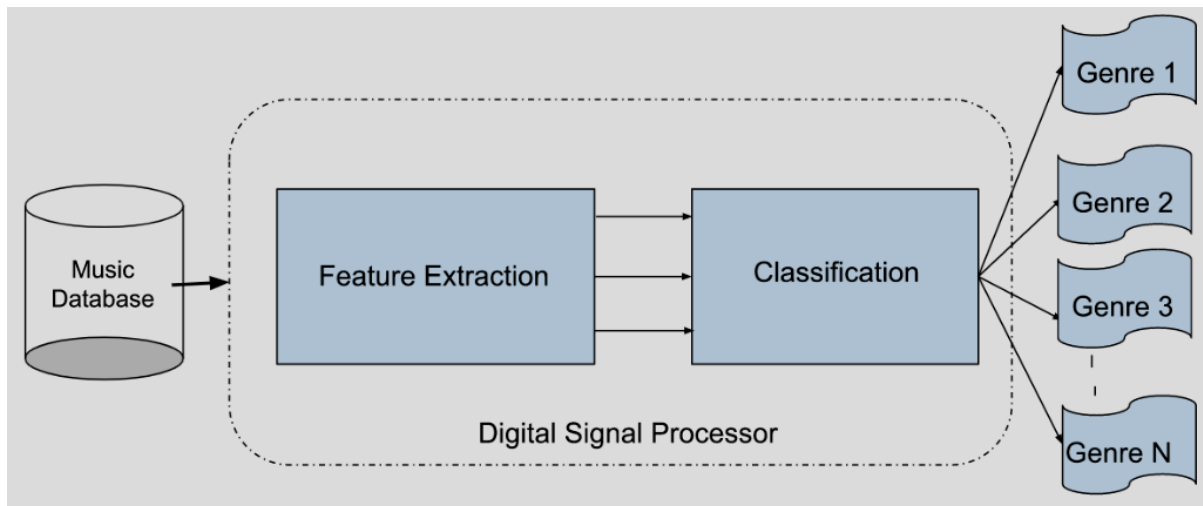 Music
Database
Feature Extraction
Classification
Digital Signal Processor
Genre 1
Genre 2
Genre 3
Genre N